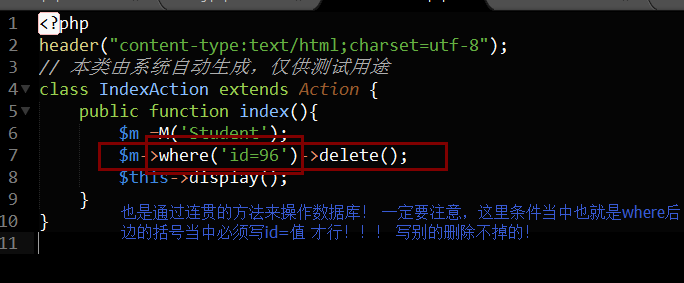 1 <?php
2 header("content-type:text/html;charset=utf-8");
3 // 本类由系统自动生成，仅供测试用途
4 class IndexAction extends Action {
5 public function index(){
6 $m =M('Student');
7 $m->where('id=96')->delete();
8 $this->display();
9 }
10 }
11
也是通过连贯的方法来操作数据库！ 一定要注意，这里条件当中也就是where后
边的括号当中必须写id=值 才行！！！ 写别的删除不掉的！